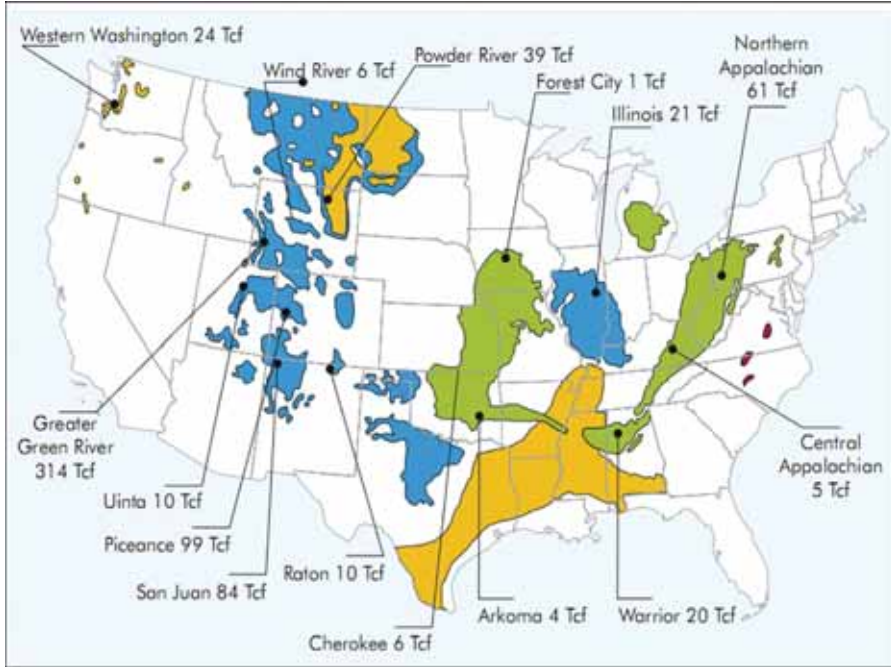 Western Washington 24 Tcf
Wind River 6 Tcf
Powder River 39 Tcf
Forest City 1 Tcf
Illinois 21 Tcf
Northern
Appalachian
61 Tcf
Greater
Green River
314 Tcf
Uinta 10 Tcf
Piceance 99 Tcf
San Juan 84 Tcf
Raton 10 Tcf
Cherokee 6 Tcf
Arkoma 4 Tcf
Warrior 20 Tcf
Central
Appalachian
5 Tcf